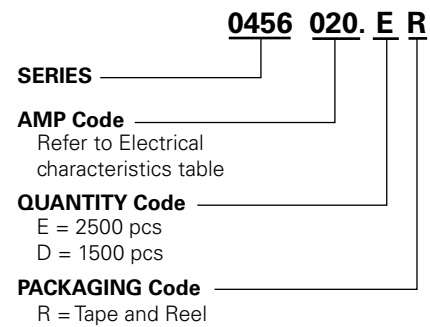 0456 020. E R
SERIES
AMP Code
Refer to Electrical
characteristics table
QUANTITY Code
E = 2500 pcs
D = 1500 pcs
PACKAGING Code
R = Tape and Reel